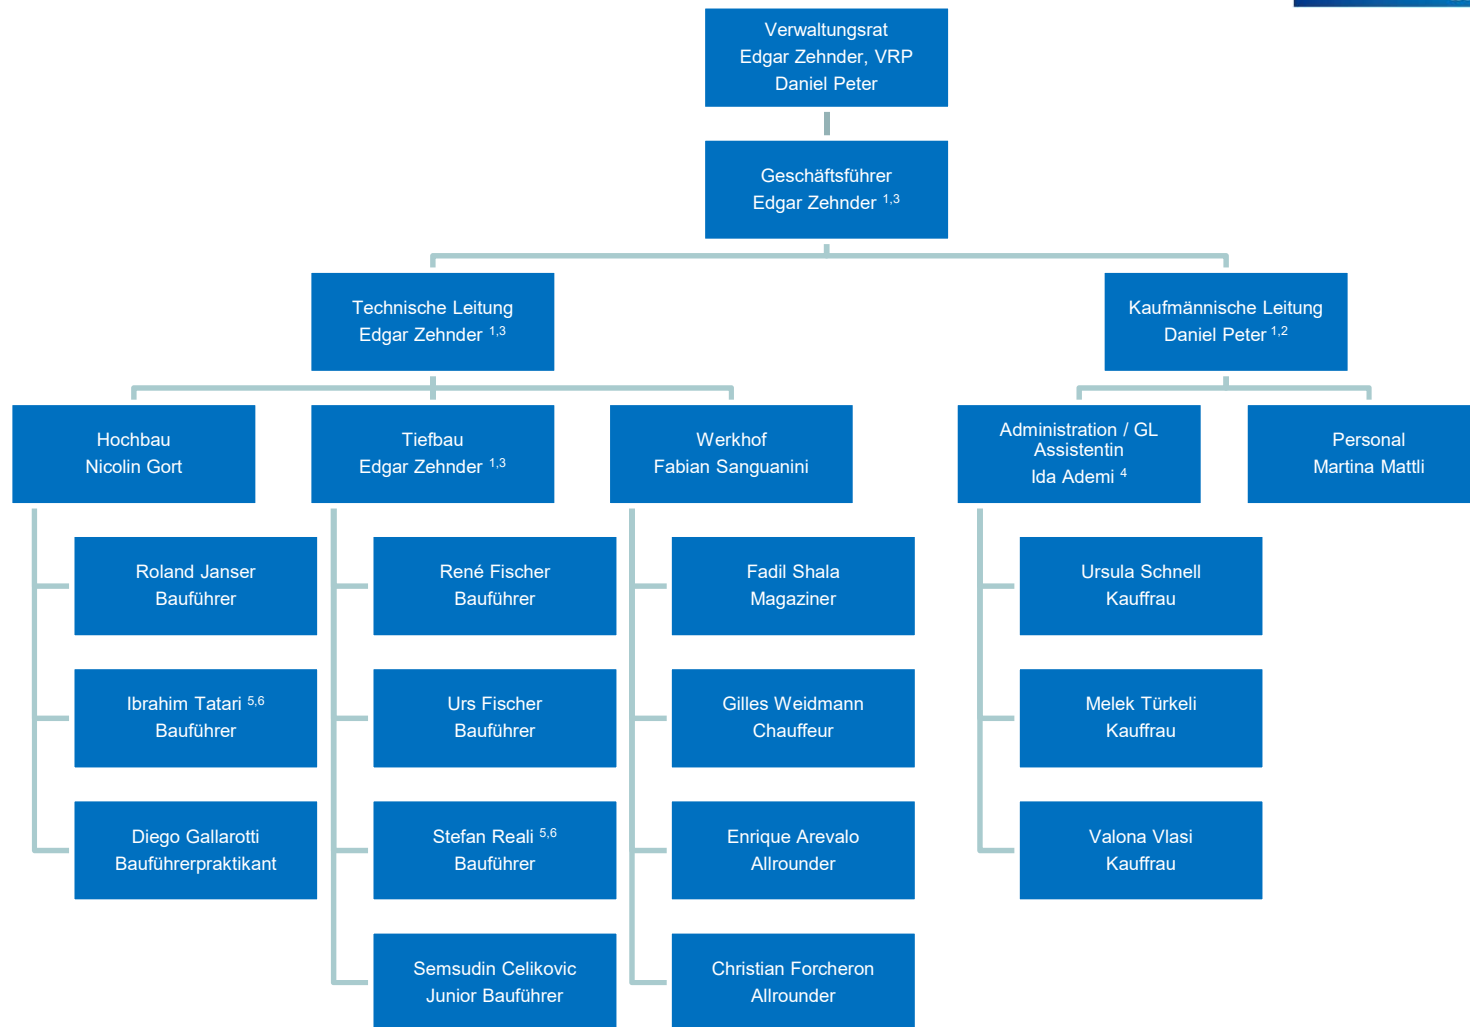 Verwaltungsrat
Edgar Zehnder, VRP
Daniel Peter
Geschäftsführer
Edgar Zehnder 1,3
Technische Leitung
Edgar Zehnder 1,3
Kaufmännische Leitung
Daniel Peter 1,2
Hochbau
Nicolin Gort
Tiefbau
Edgar Zehnder 1,3
Werkhof
Fabian Sanguanini
Administration / GL
Assistentin
Ida Ademi 4
Personal
Martina Mattli
Roland Janser
Bauführer
René Fischer
Bauführer
Fadil Shala
Magaziner
Ursula Schnell
Kauffrau
Ibrahim Tatari 5,6
Bauführer
Urs Fischer
Bauführer
Gilles Weidmann
Chauffeur
Melek Türkeli
Kauffrau
Diego Gallarotti
Bauführerpraktikant
Stefan Reali 5,6
Bauführer
Enrique Arevalo
Allrounder
Valona Vlasi
Kauffrau
Semsudin Celikovic
Junior Bauführer
Christian Forcheron
Allrounder